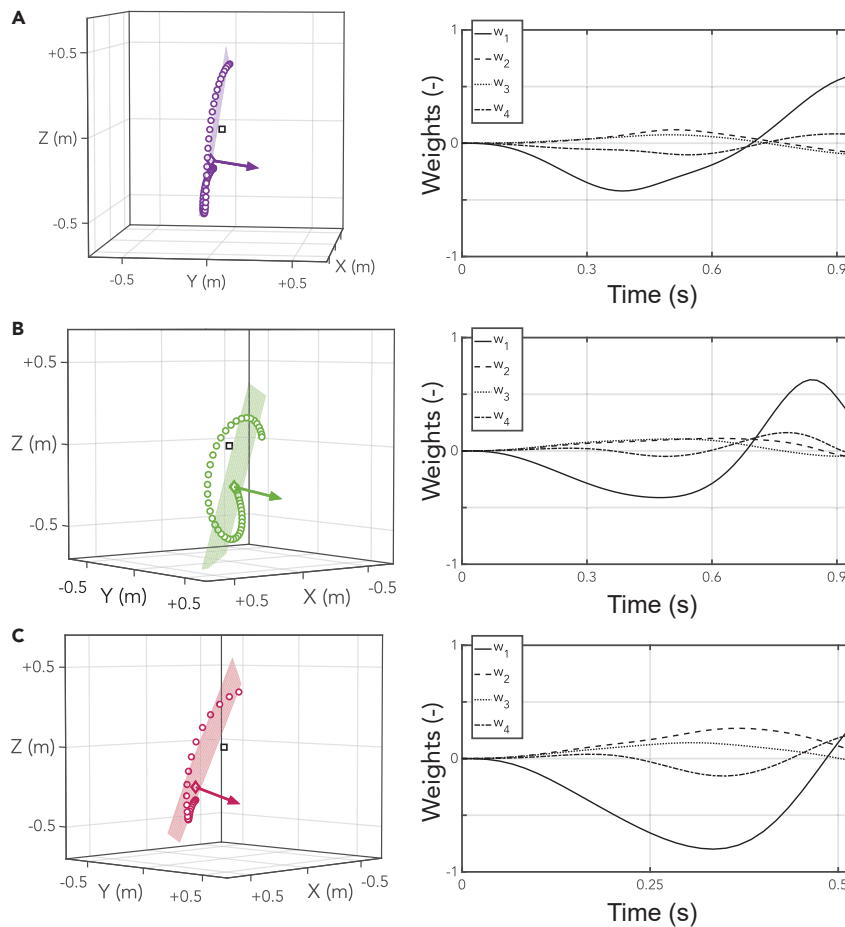 A
+0.5
Z (m)
-0.5
-0.5
Y (m)
+0.5
X (m)
1
w1
w2
w3
w4
Weights (-)
0
-1
0
0.3
0.6
0.9
Time (s)
B
+0.5
Z (m)
-0.5
-0.5
Y (m)
+0.5
+0.5
X (m)
-0.5
1
w1
w2
w3
w4
Weights (-)
0
-1
0
0.3
0.6
0.9
Time (s)
C
+0.5
Z (m)
-0.5
-0.5
Y (m)
+0.5
+0.5
X (m)
-0.5
1
w1
w2
w3
w4
Weights (-)
0
-1
0
0.25
0.5
Time (s)